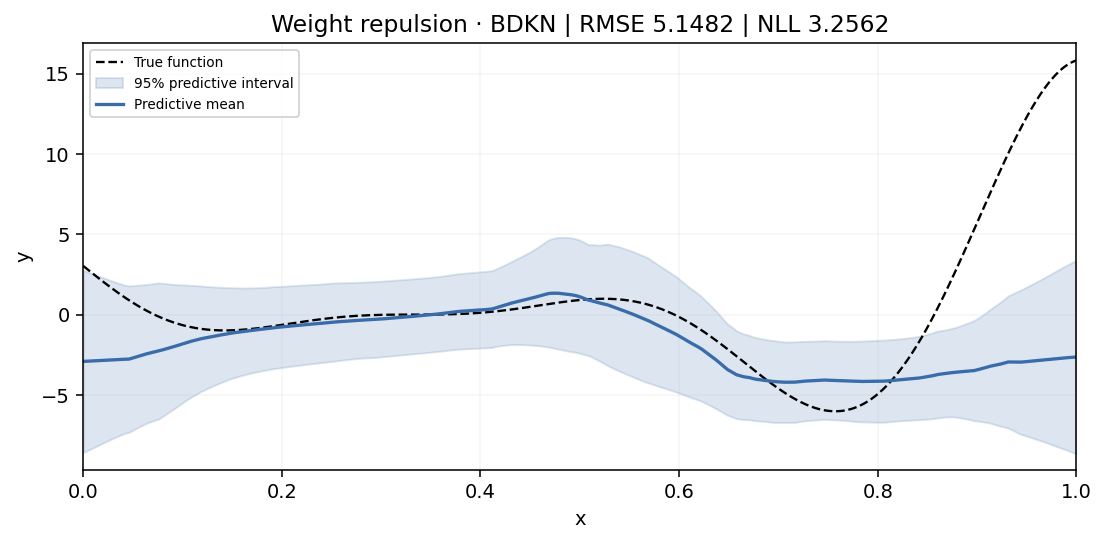 Weight repulsion · BDKN | RMSE 5.1482 | NLL 3.2562
True function
95% predictive interval
Predictive mean
15
10
5
0
−5
y
0.0 0.2 0.4 0.6 0.8 1.0
x